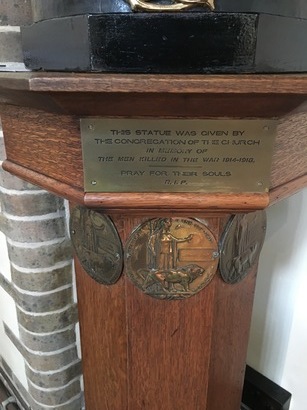 THIS STATUE WAS GIVEN BY
THE CONGREGATION OF THE CHURCH
IN MEMORY OF
THE MEN KILLED IN THE WAR 1914-1918.
PRAY FOR THEIR SOULS
R.I.P.